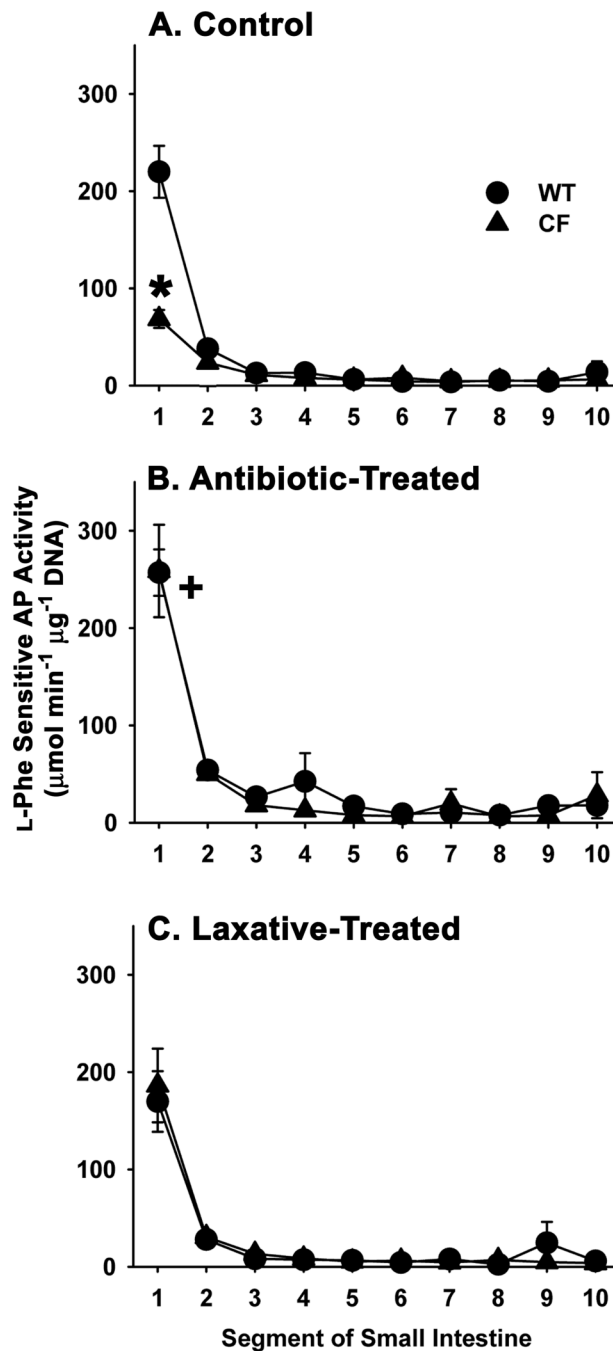 A. Control
300
200
100
0
*
WT
CF
1 2 3 4 5 6 7 8 9 10
L-Phe Sensitive AP Activity
(μmol min⁻¹ μg⁻¹ DNA)
B. Antibiotic-Treated
300
200
100
0
+
1 2 3 4 5 6 7 8 9 10
C. Laxative-Treated
300
200
100
0
1 2 3 4 5 6 7 8 9 10
Segment of Small Intestine